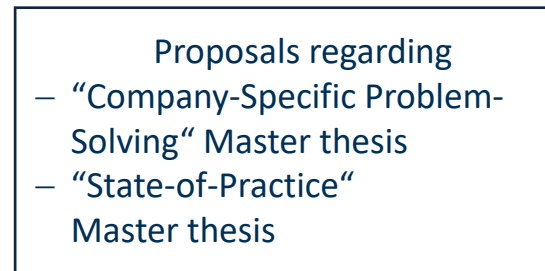 Proposals regarding
– “Company-Specific Problem-
Solving“ Master thesis
– “State-of-Practice“
Master thesis